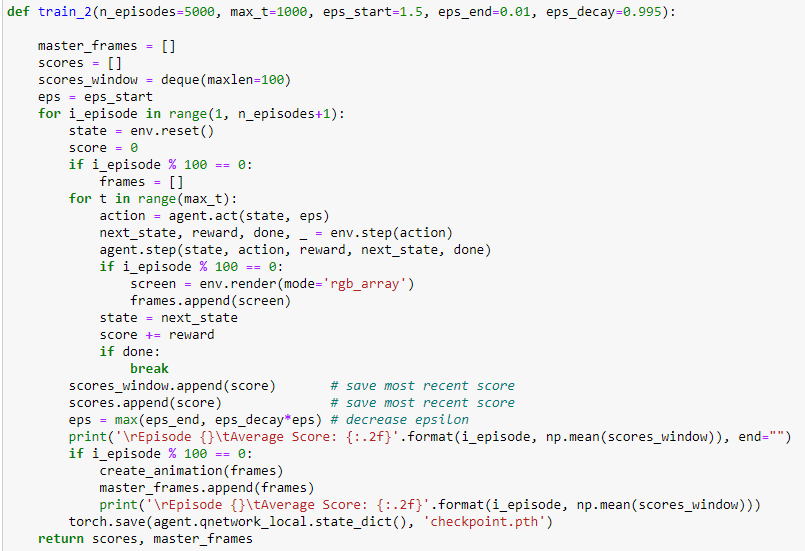 def train_2(n_episodes=5000, max_t=1000, eps_start=1.5, eps_end=0.01, eps_decay=0.995):
    master_frames = []
    scores = []
    scores_window = deque(maxlen=100)
    eps = eps_start
    for i_episode in range(1, n_episodes+1):
        state = env.reset()
        score = 0
        if i_episode % 100 == 0:
            frames = []
        for t in range(max_t):
            action = agent.act(state, eps)
            next_state, reward, done, _ = env.step(action)
            agent.step(state, action, reward, next_state, done)
            if i_episode % 100 == 0:
                screen = env.render(mode='rgb_array')
                frames.append(screen)
            state = next_state
            score += reward
            if done:
                break
        scores_window.append(score)       # save most recent score
        scores.append(score)              # save most recent score
        eps = max(eps_end, eps_decay*eps) # decrease epsilon
        print('\rEpisode {}\tAverage Score: {:.2f}'.format(i_episode, np.mean(scores_window)), end="")
        if i_episode % 100 == 0:
            create_animation(frames)
            master_frames.append(frames)
            print('\rEpisode {}\tAverage Score: {:.2f}'.format(i_episode, np.mean(scores_window)))
        torch.save(agent.qnetwork_local.state_dict(), 'checkpoint.pth')
    return scores, master_frames